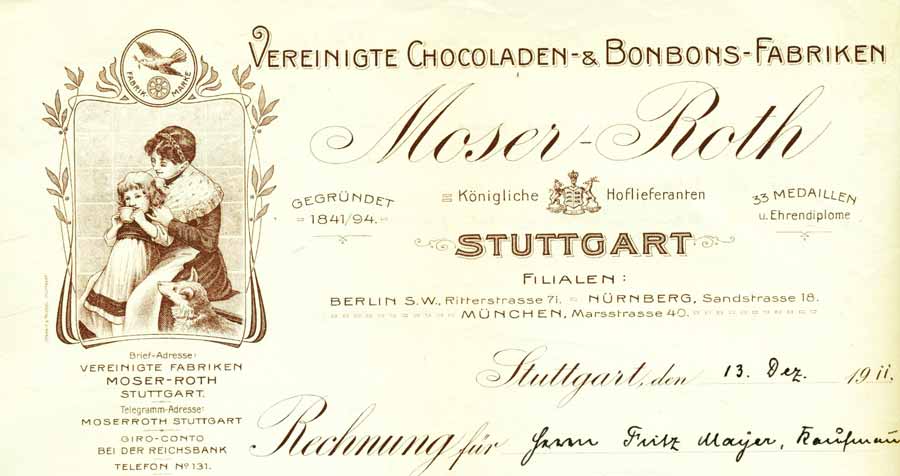 VEREINIGTE CHOCOLADEN- & BONBONS-FABRIKEN
FABRIK MARKE
Moser-Roth
GEGRÜNDET
1841/94.
Königliche Hoflieferanten
33 MEDAILLEN
u. Ehrendiplome
STUTTGART
FILIALEN:
BERLIN S.W., Ritterstrasse 71. NÜRNBERG, Sandstrasse 18.
MÜNCHEN, Marsstrasse 40.
Brief-Adresse:
VEREINIGTE FABRIKEN
MOSER-ROTH
STUTTGART.
Telegramm-Adresse:
MOSERROTH STUTTGART
GIRO-CONTO
BEI DER REICHSBANK
TELEFON No 131.
Stuttgart, den 13. Dez. 1911.
Rechnung für Herrn Fritz Mayer, Kaufmann